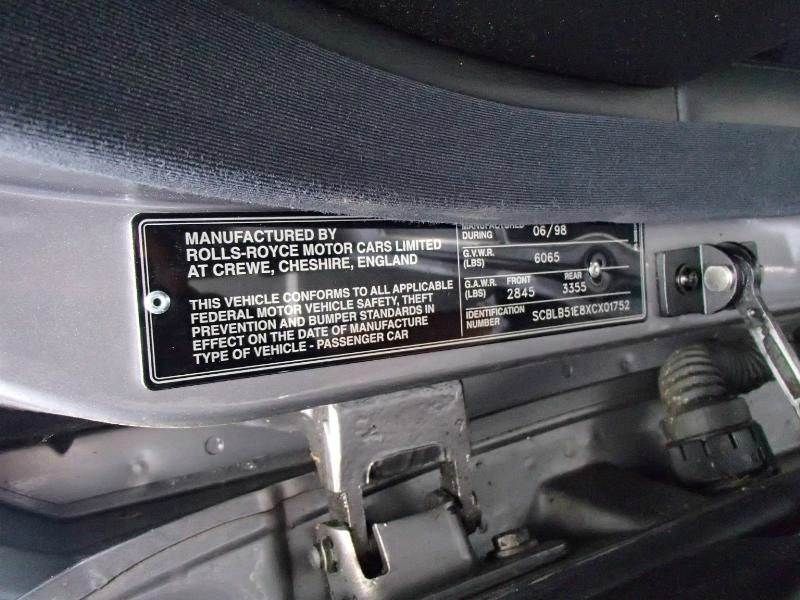 MANUFACTURED BY
ROLLS-ROYCE MOTOR CARS LIMITED
AT CREWE, CHESHIRE, ENGLAND
THIS VEHICLE CONFORMS TO ALL APPLICABLE
FEDERAL MOTOR VEHICLE SAFETY, THEFT
PREVENTION AND BUMPER STANDARDS IN
EFFECT ON THE DATE OF MANUFACTURE
TYPE OF VEHICLE - PASSENGER CAR
MANUFACTURED
DURING 06/98
G.V.W.R.
(LBS) 6065
G.A.W.R. FRONT REAR
(LBS) 2845 3355
IDENTIFICATION
NUMBER SCBLB51E8XCX01752